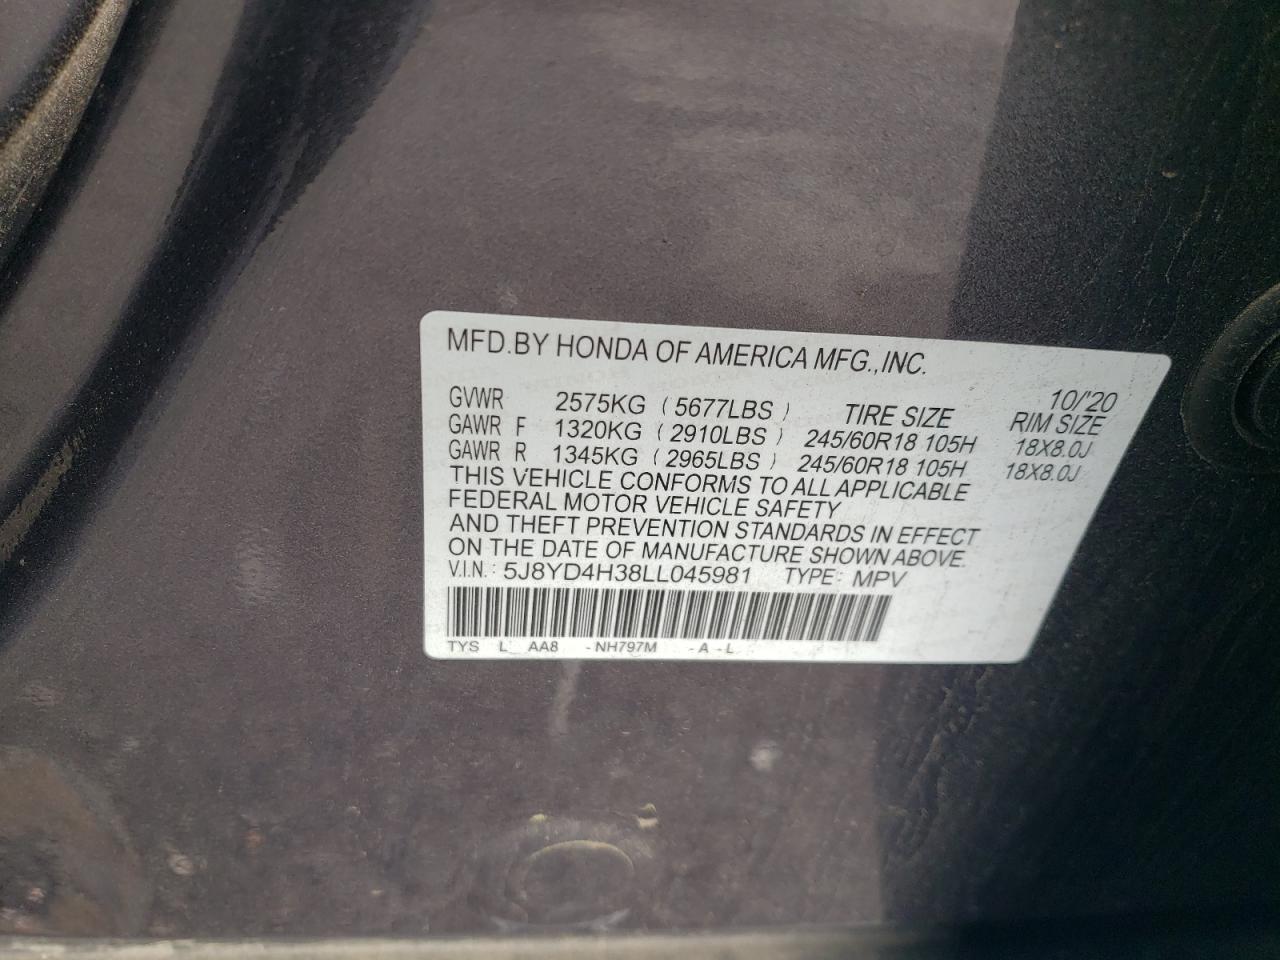 MFD.BY HONDA OF AMERICA MFG.,INC.
10/'20
GVWR 2575KG (5677LBS) TIRE SIZE RIM SIZE
GAWR F 1320KG (2910LBS) 245/60R18 105H 18X8.0J
GAWR R 1345KG (2965LBS) 245/60R18 105H 18X8.0J
THIS VEHICLE CONFORMS TO ALL APPLICABLE
FEDERAL MOTOR VEHICLE SAFETY
AND THEFT PREVENTION STANDARDS IN EFFECT
ON THE DATE OF MANUFACTURE SHOWN ABOVE.
V.I.N.: 5J8YD4H38LL045981 TYPE: MPV
TYS L AA8 -NH797M -A -L